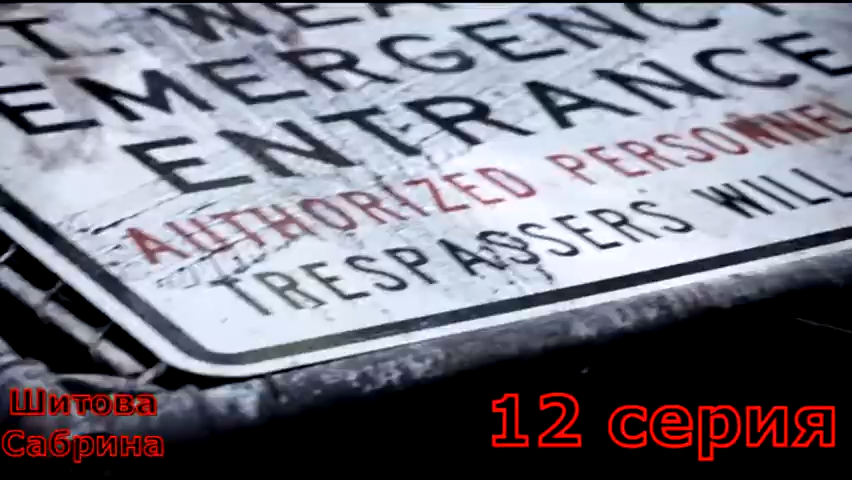 EMERGENCY
ENTRANCE
AUTHORIZED PERSONNEL
TRESPASSERS WILL
Шитова
Сабрина
12 серия